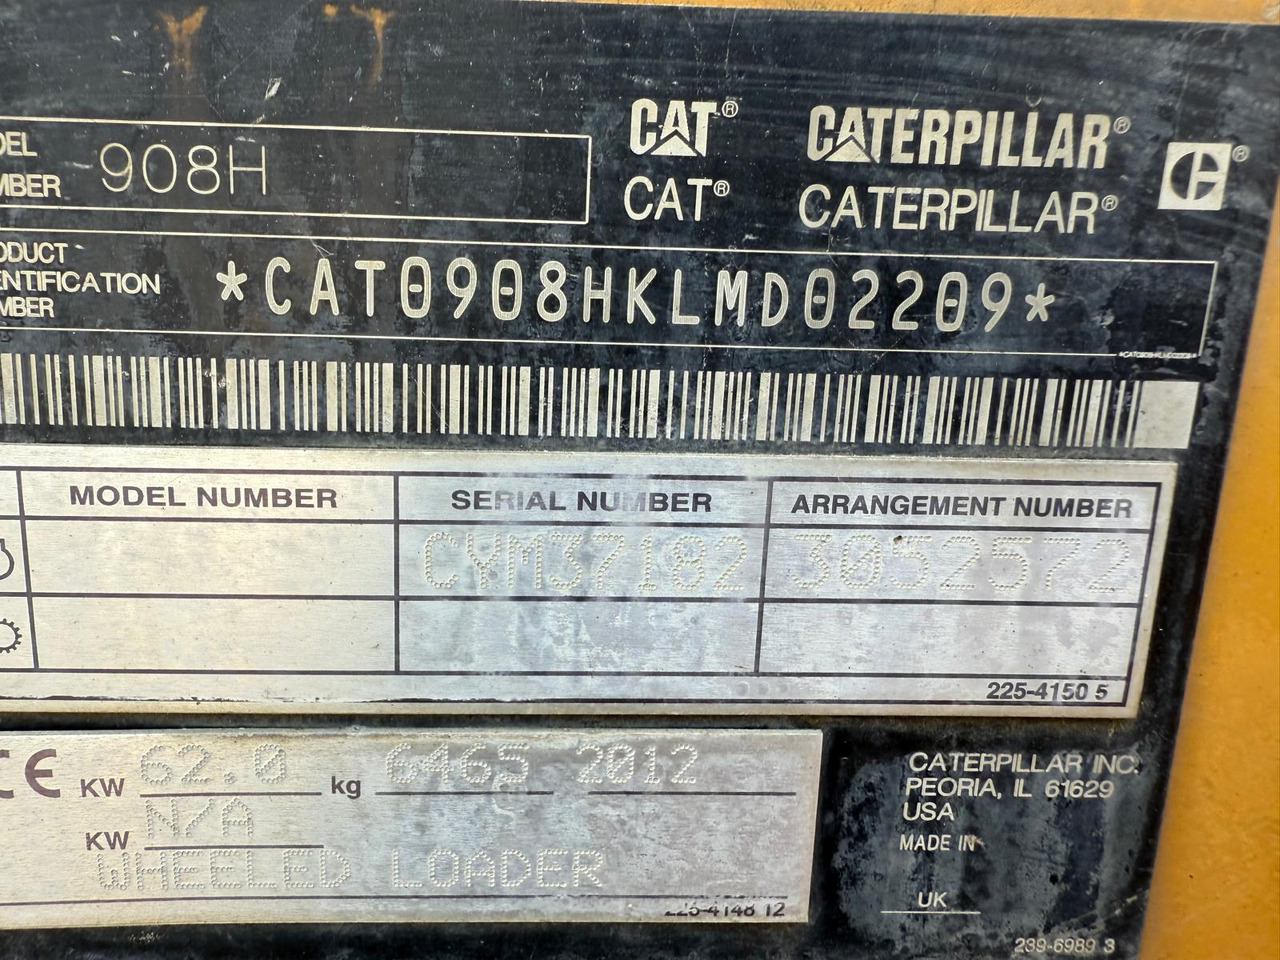 CAT® CATERPILLAR®
CAT® CATERPILLAR®
DEL
MBER 908H
ODUCT
ENTIFICATION
MBER *CAT0908HKLMD02209*
MODEL NUMBER SERIAL NUMBER ARRANGEMENT NUMBER
CYM37182 3052572
225-4150 5
CE KW 62.0 kg 6465 2012
KW N/A
WHEELED LOADER
225-4148 12
CATERPILLAR INC.
PEORIA, IL 61629
USA
MADE IN
UK
239-6989 3